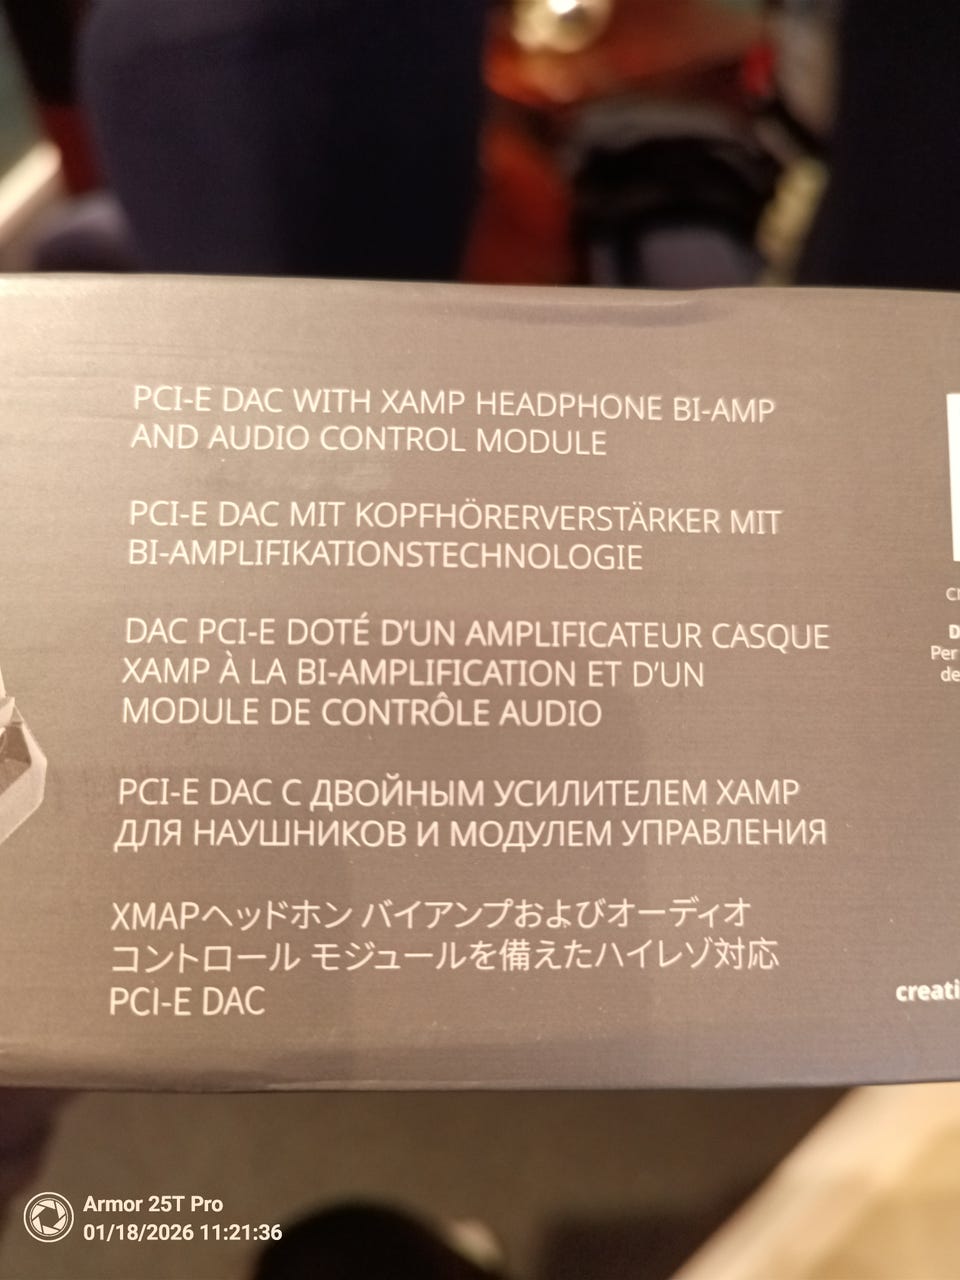 PCI-E DAC WITH XAMP HEADPHONE BI-AMP
AND AUDIO CONTROL MODULE
PCI-E DAC MIT KOPFHÖRERVERSTÄRKER MIT
BI-AMPLIFIKATIONSTECHNOLOGIE
DAC PCI-E DOTÉ D'UN AMPLIFICATEUR CASQUE
XAMP À LA BI-AMPLIFICATION ET D'UN
MODULE DE CONTRÔLE AUDIO
PCI-E DAC С ДВОЙНЫМ УСИЛИТЕЛЕМ XAMP
ДЛЯ НАУШНИКОВ И МОДУЛЕМ УПРАВЛЕНИЯ
XMAPヘッドホン バイアンプおよびオーディオ
コントロール モジュールを備えたハイレゾ対応
PCI-E DAC
Per
de
creati
Armor 25T Pro
01/18/2026 11:21:36